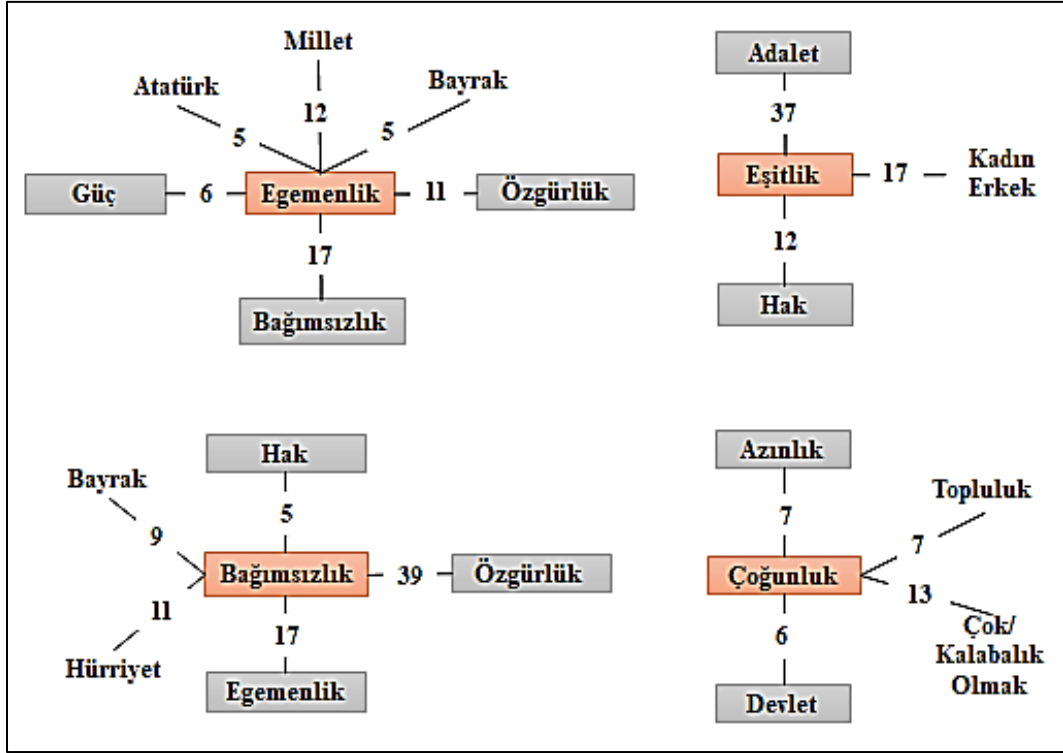 Millet
Atatürk
Bayrak
12
5
5
Güç
6
Egemenlik
11
Özgürlük
17
Bağımsızlık
Adalet
37
Eşitlik
17
Kadın
Erkek
12
Hak
Hak
Bayrak
5
9
Bağımsızlık
39
Özgürlük
11
17
Hürriyet
Egemenlik
Azınlık
Topluluk
7
7
Çoğunluk
13
6
Çok/
Kalabalık
Olmak
Devlet